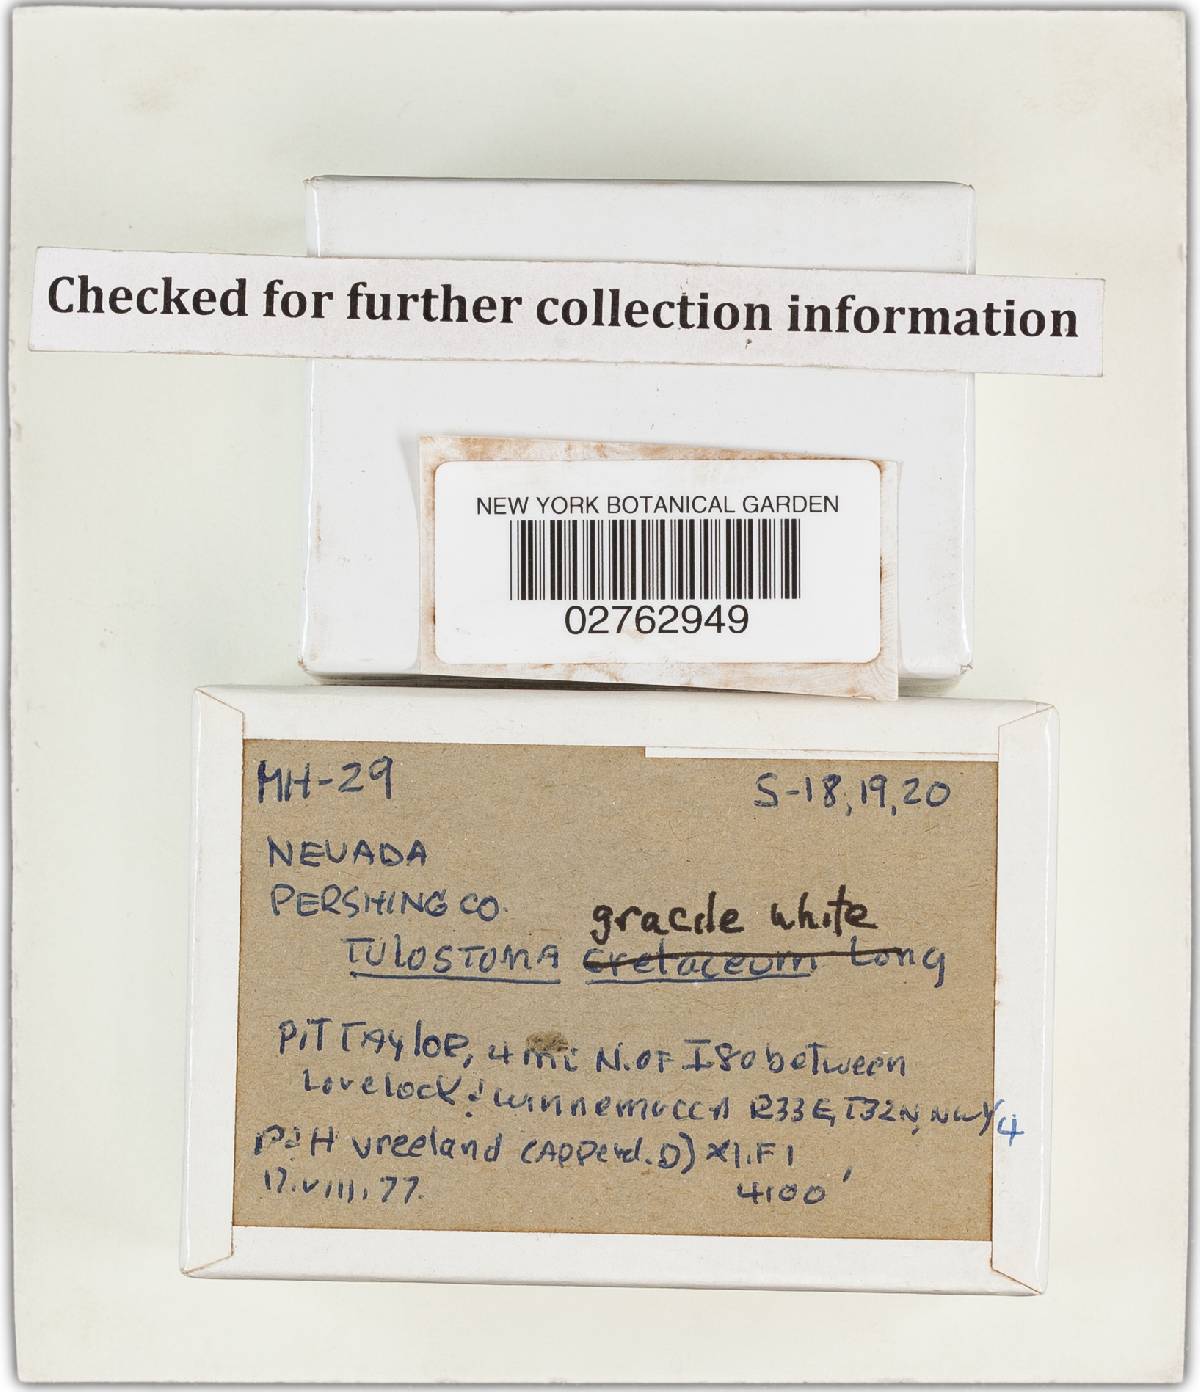 Checked for further collection information
NEW YORK BOTANICAL GARDEN
02762949
MH-29 S-18,19,20
NEVADA
PERSHING CO.
gracile white
TULOSTOMA cretaceum Long
PIT TAYLOR, 4 mi N. OF I80 between
Lovelock & Winnemucca R33E, T32N, NW 1/4
P&H Vreeland (Append. D) *1.F1
17.viii.77. 4100'